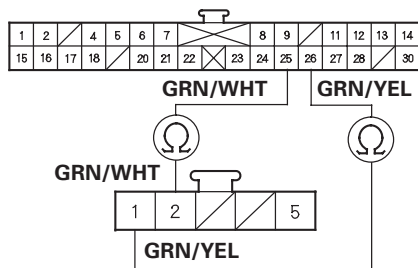 1 2 4 5 6 7 8 9 11 12 13 14
15 16 17 18 20 21 22 23 24 25 26 27 28 30
GRN/WHT GRN/YEL
Ω Ω
GRN/WHT
1 2 5
GRN/YEL